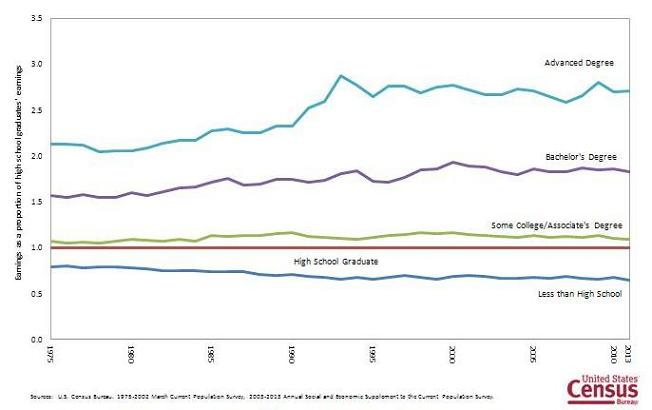 3.5
3.0
2.5
2.0
1.5
1.0
0.5
0.0
Earnings as a proportion of high school graduates' earnings
Advanced Degree
Bachelor's Degree
Some College/Associate's Degree
High School Graduate
Less than High School
1975
1980
1985
1990
1995
2000
2005
2010
2013
Sources: U.S. Census Bureau. 1975-2002 March Current Population Survey, 2003-2013 Annual Social and Economic Supplement to the Current Population Survey.
United States
Census
Bureau